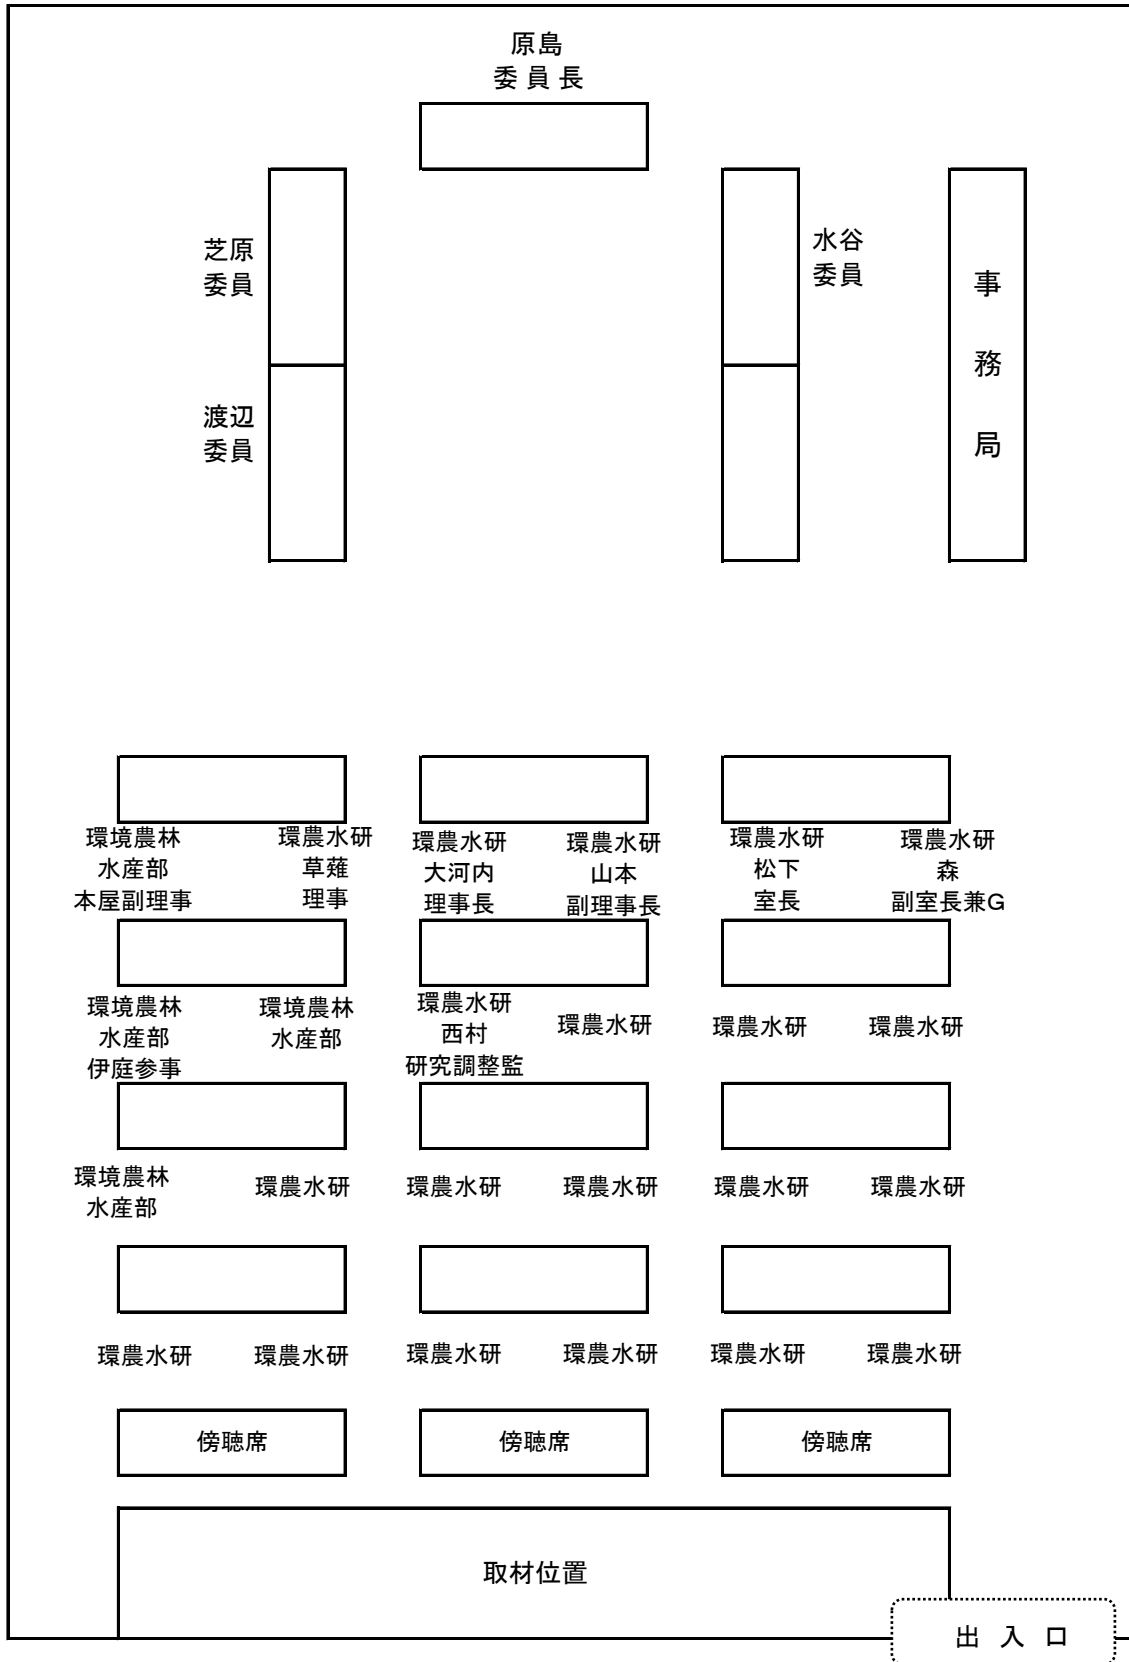 原島
委員長
芝原
委員
水谷
委員
事務局
渡辺
委員
環境農林
水産部
本屋副理事
環農水研
草薙
理事
環農水研
大河内
理事長
環農水研
山本
副理事長
環農水研
松下
室長
環農水研
森
副室長兼G
環境農林
水産部
伊庭参事
環境農林
水産部
環農水研
西村
研究調整監
環農水研
環農水研
環農水研
環境農林
水産部
環農水研
環農水研
環農水研
環農水研
環農水研
環農水研
環農水研
環農水研
環農水研
環農水研
環農水研
傍聴席
傍聴席
傍聴席
取材位置
出入口